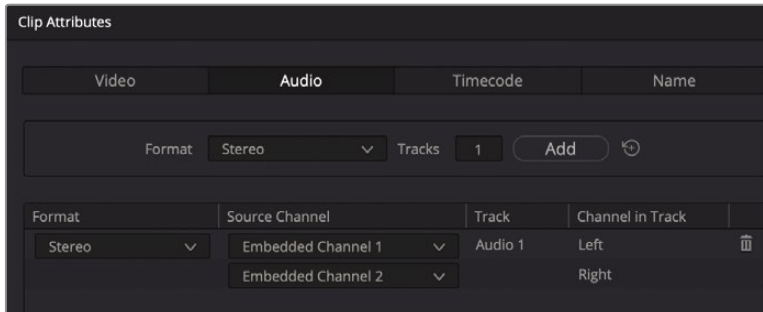 Clip Attributes
Video Audio Timecode Name
Format Stereo Tracks 1 Add
Format Source Channel Track Channel in Track
Stereo Embedded Channel 1 Audio 1 Left
Embedded Channel 2 Right